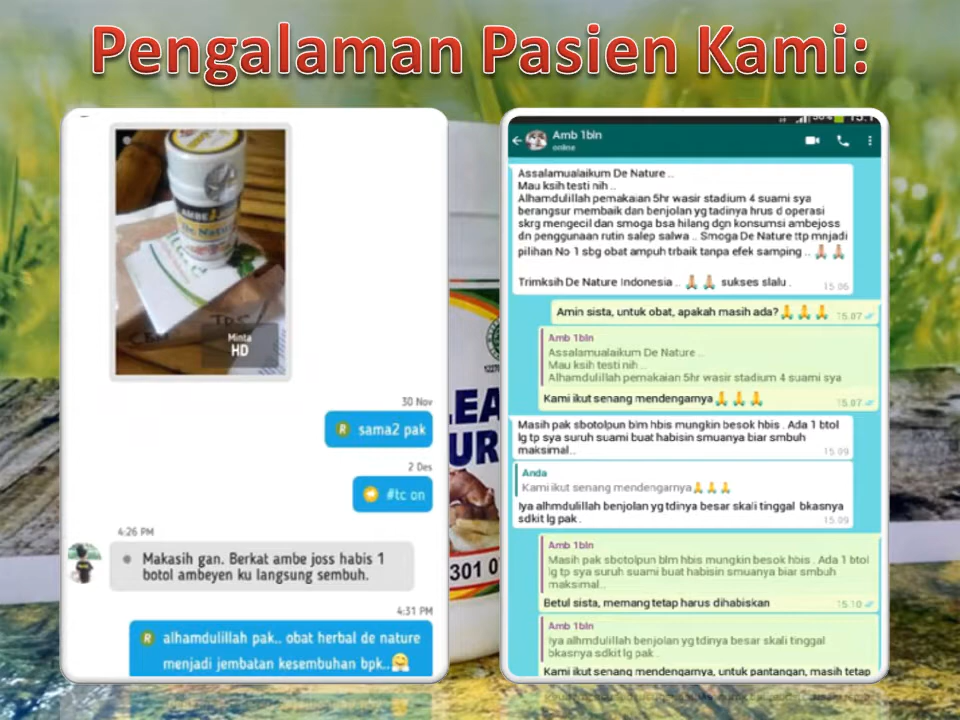 Pengalaman Pasien Kami:
AMBE JOSS
De Nature
Minta
HD
30 Nov
R sama2 pak
2 Des
#tc on
4:26 PM
Makasih gan. Berkat ambe joss habis 1
botol ambeyen ku langsung sembuh.
4:31 PM
R alhamdulillah pak.. obat herbal de nature
menjadi jembatan kesembuhan bpk..🤗
LEA
UR
301 0
Amb 1bln
online
Assalamualaikum De Nature ..
Mau ksih testi nih ..
Alhamdulillah pemakaian 5hr wasir stadium 4 suami sya
berangsur membaik dan benjolan yg tadinya hrus d operasi
skrg mengecil dan smoga bsa hilang dgn konsumsi ambejoss
dn penggunaan rutin salep salwa .. Smoga De Nature ttp mnjadi
pilihan No 1 sbg obat ampuh trbaik tanpa efek samping .. 🙏 🙏
Trimksih De Nature Indonesia .. 🙏 🙏 sukses slalu .
15.06
Amin sista, untuk obat, apakah masih ada?🙏 🙏 🙏 15.07
Amb 1bln
Assalamualaikum De Nature ..
Mau ksih testi nih ..
Alhamdulillah pemakaian 5hr wasir stadium 4 suami sya
Kami ikut senang mendengarnya🙏 🙏 🙏 15.07
Masih pak sbotolpun blm hbis mungkin besok hbis . Ada 1 btol
lg tp sya suruh suami buat habisin smuanya biar smbuh
maksimal.. 15.09
Anda
Kami ikut senang mendengarnya🙏 🙏 🙏
Iya alhmdulillah benjolan yg tdinya besar skali tinggal bkasnya
sdkit lg pak . 15.09
Amb 1bln
Masih pak sbotolpun blm hbis mungkin besok hbis . Ada 1 btol
lg tp sya suruh suami buat habisin smuanya biar smbuh
maksimal..
Betul sista, memang tetap harus dihabiskan 15.10
Amb 1bln
Iya alhmdulillah benjolan yg tdinya besar skali tinggal
bkasnya sdkit lg pak .
Kami ikut senang mendengarnya, untuk pantangan, masih tetap